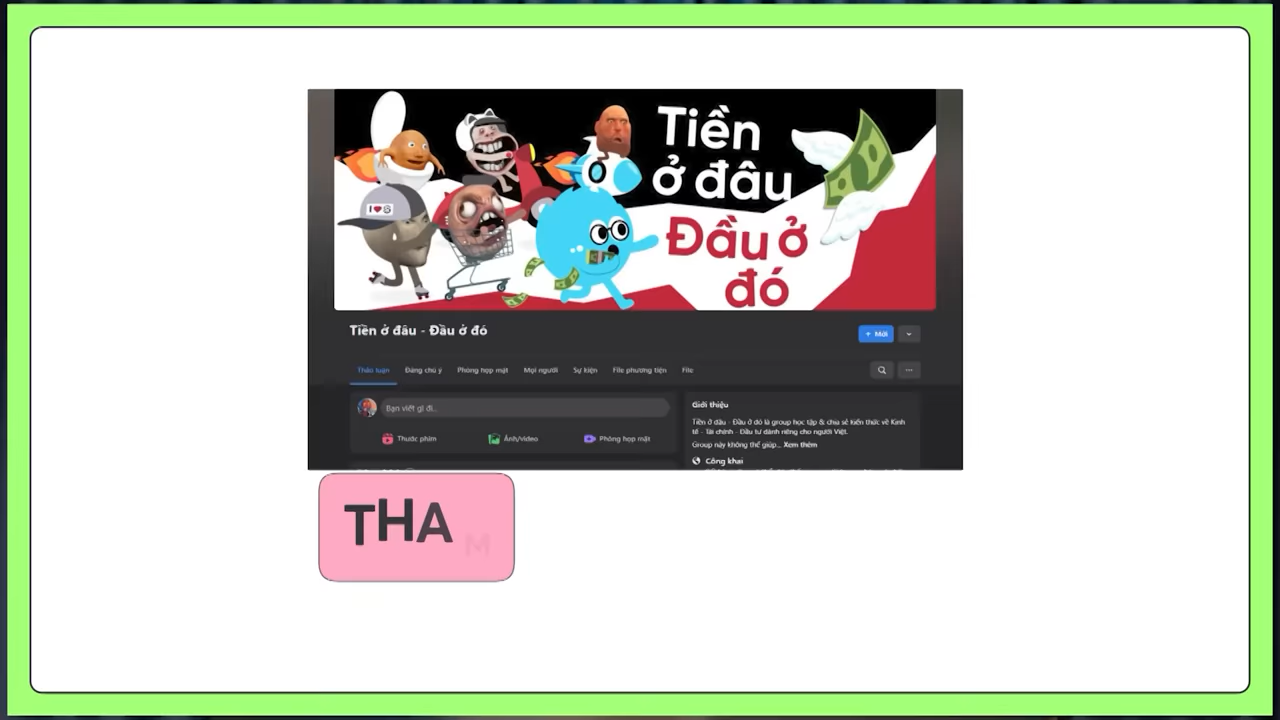 Tiền
ở đâu
Đầu ở
đó
I ❤ S
Tiền ở đâu - Đầu ở đó
+ Mời
Thảo luận Đáng chú ý Phòng họp mặt Mọi người Sự kiện File phương tiện File
Bạn viết gì đi...
Thước phim Ảnh/video Phòng họp mặt
Giới thiệu
Tiền ở đâu - Đầu ở đó là group học tập & chia sẻ kiến thức về Kinh
tế - Tài chính - Đầu tư dành riêng cho người Việt.
Group này không thể giúp... Xem thêm
Công khai
THAM